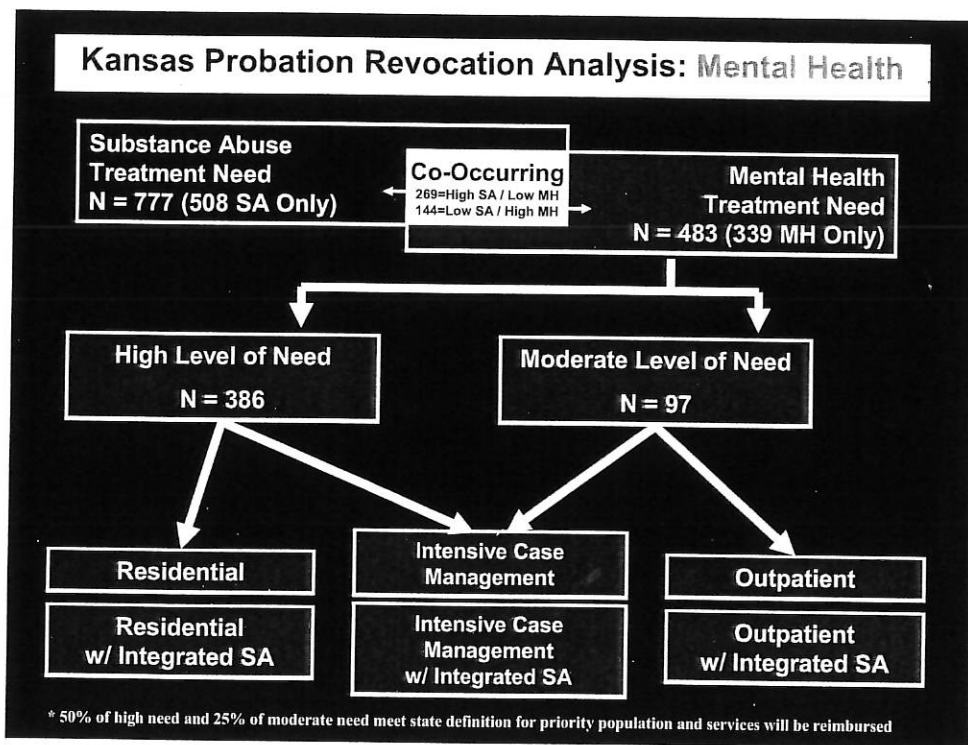 Kansas Probation Revocation Analysis: Mental Health
Substance Abuse
Treatment Need
N = 777 (508 SA Only)
Co-Occurring
269=High SA / Low MH
144=Low SA / High MH
Mental Health
Treatment Need
N = 483 (339 MH Only)
High Level of Need
N = 386
Moderate Level of Need
N = 97
Residential
Residential
w/ Integrated SA
Intensive Case
Management
Intensive Case
Management
w/ Integrated SA
Outpatient
Outpatient
w/ Integrated SA
* 50% of high need and 25% of moderate need meet state definition for priority population and services will be reimbursed